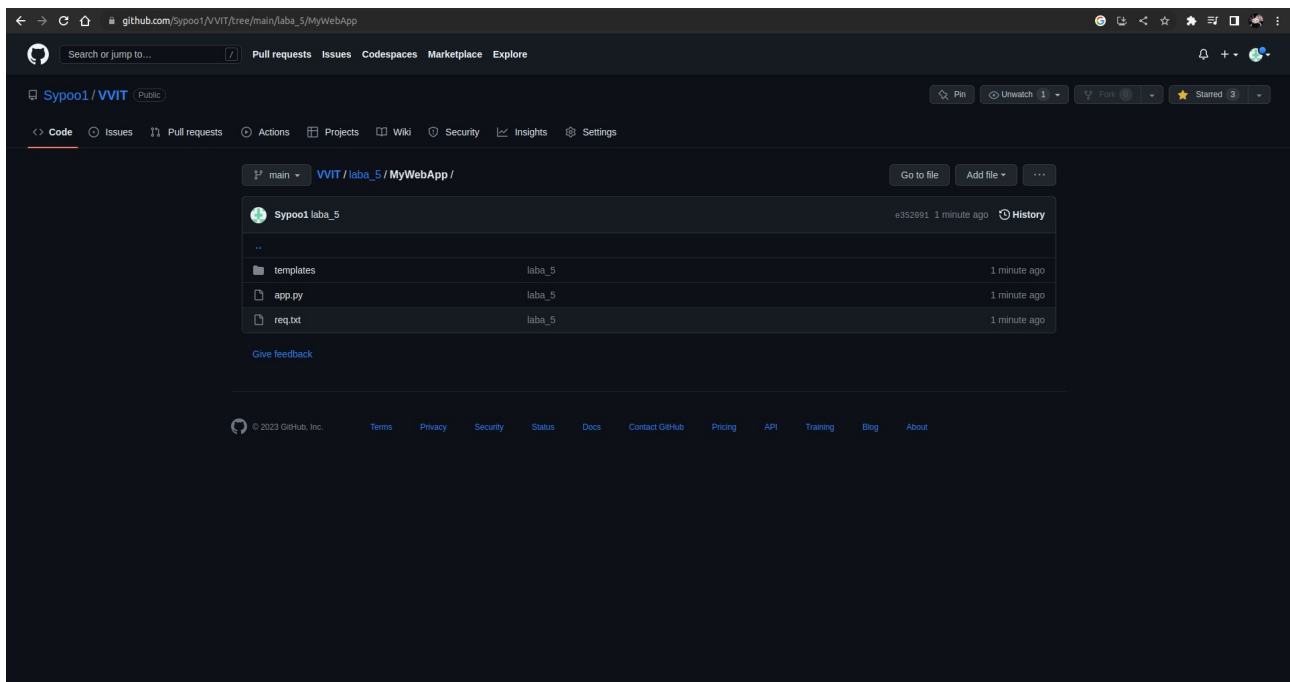 github.com/Sypoo1/VVIT/tree/main/laba_5/MyWebApp
Search or jump to... / Pull requests Issues Codespaces Marketplace Explore
Sypoo1 / VVIT Public Pin Unwatch 1 Fork 0 Starred 3
<> Code Issues Pull requests Actions Projects Wiki Security Insights Settings
main VVIT / laba_5 / MyWebApp / Go to file Add file ...
Sypoo1 laba_5 e352091 1 minute ago History
..
templates laba_5 1 minute ago
app.py laba_5 1 minute ago
req.txt laba_5 1 minute ago
Give feedback
© 2023 GitHub, Inc. Terms Privacy Security Status Docs Contact GitHub Pricing API Training Blog About